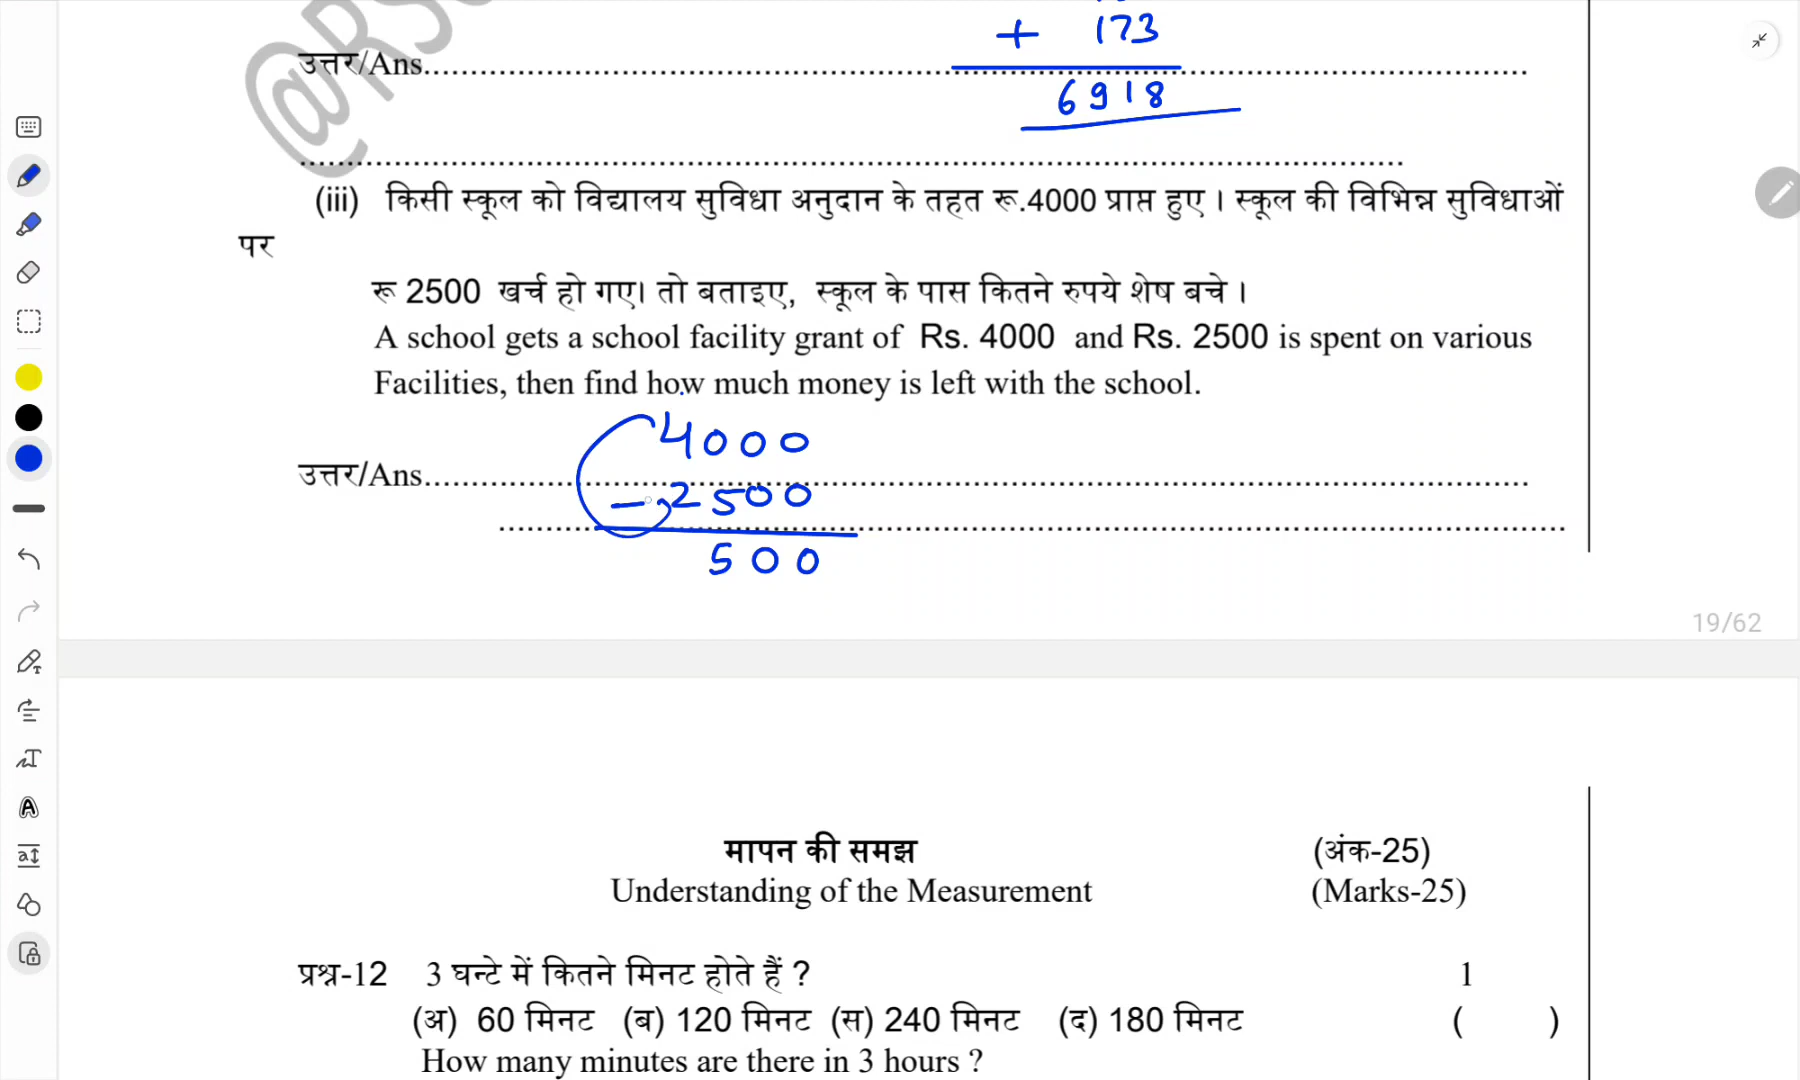 @RS
+ 173
उत्तर/Ans
6918
(iii) किसी स्कूल को विद्यालय सुविधा अनुदान के तहत रू.4000 प्राप्त हुए । स्कूल की विभिन्न सुविधाओं
पर
रू 2500 खर्च हो गए। तो बताइए, स्कूल के पास कितने रुपये शेष बचे ।
A school gets a school facility grant of Rs. 4000 and Rs. 2500 is spent on various
Facilities, then find how much money is left with the school.
4000
उत्तर/Ans
- 2500
500
19/62
मापन की समझ (अंक-25)
Understanding of the Measurement (Marks-25)
प्रश्न-12 3 घन्टे में कितने मिनट होते हैं ? 1
(अ) 60 मिनट (ब) 120 मिनट (स) 240 मिनट (द) 180 मिनट ( )
How many minutes are there in 3 hours ?